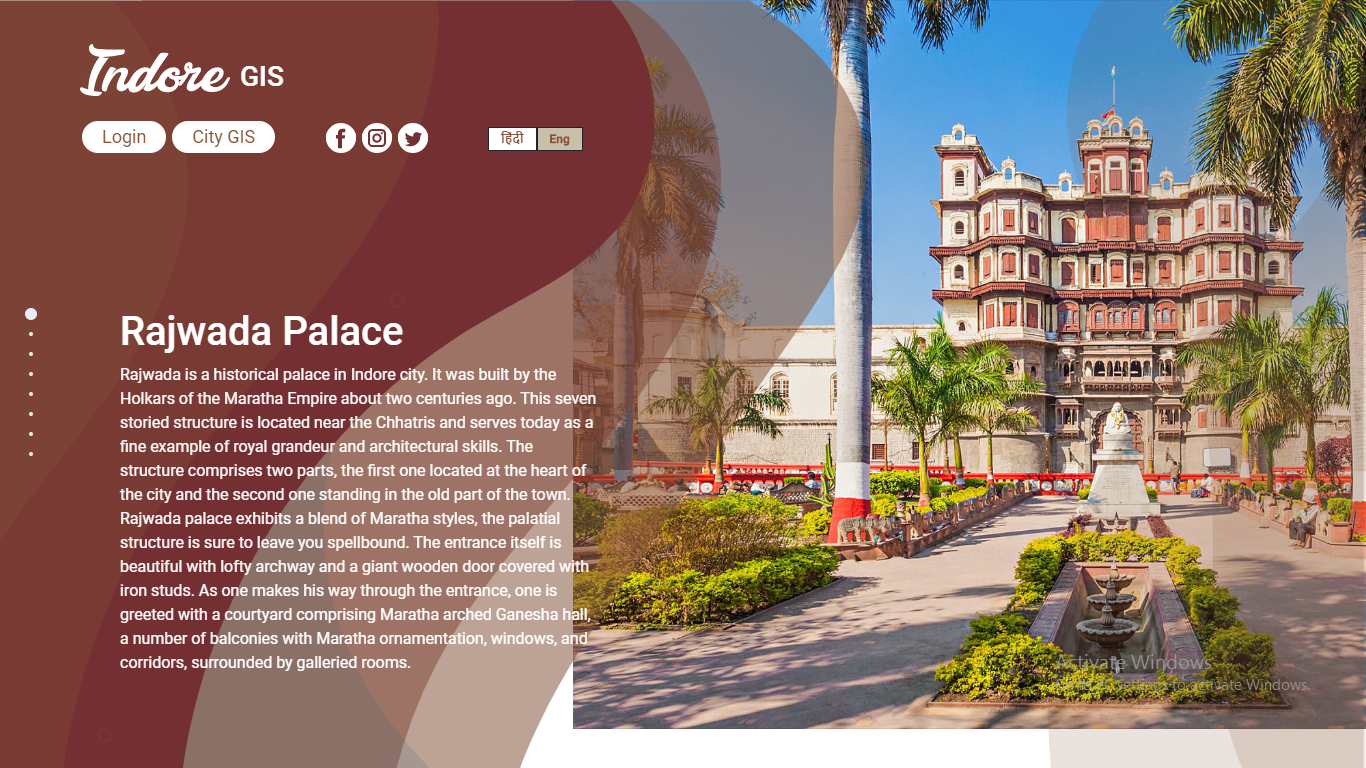 Indore GIS
Login City GIS हिंदी Eng
Rajwada Palace
Rajwada is a historical palace in Indore city. It was built by the
Holkars of the Maratha Empire about two centuries ago. This seven
storied structure is located near the Chhatris and serves today as a
fine example of royal grandeur and architectural skills. The
structure comprises two parts, the first one located at the heart of
the city and the second one standing in the old part of the town.
Rajwada palace exhibits a blend of Maratha styles, the palatial
structure is sure to leave you spellbound. The entrance itself is
beautiful with lofty archway and a giant wooden door covered with
iron studs. As one makes his way through the entrance, one is
greeted with a courtyard comprising Maratha arched Ganesha hall,
a number of balconies with Maratha ornamentation, windows, and
corridors, surrounded by galleried rooms.
Activate Windows
Go to PC settings to activate Windows.